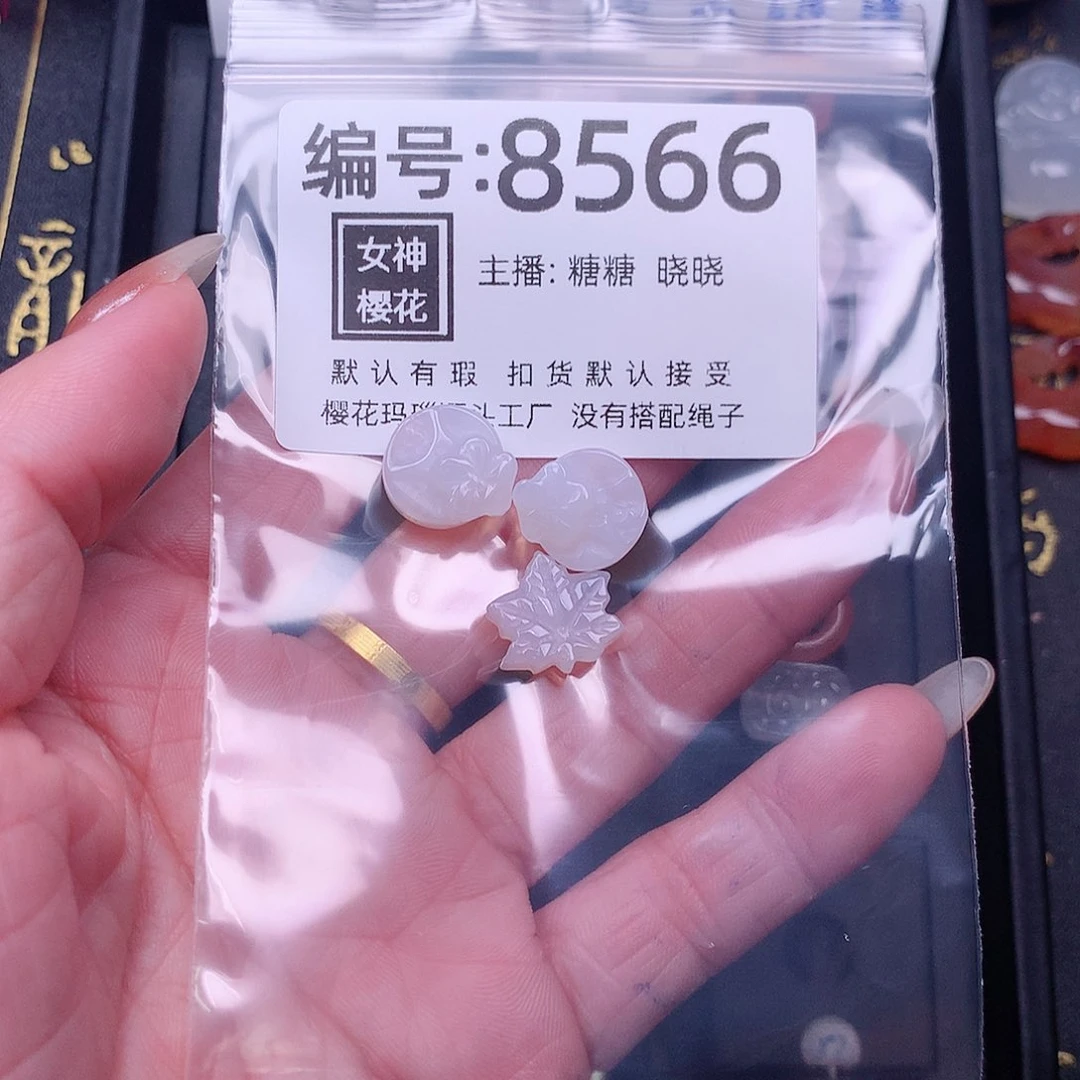 编号:8566
女神
樱花
主播: 糖糖 晓晓
默认有瑕 扣货默认接受
樱花玛 工厂 没有搭配绳子
龍